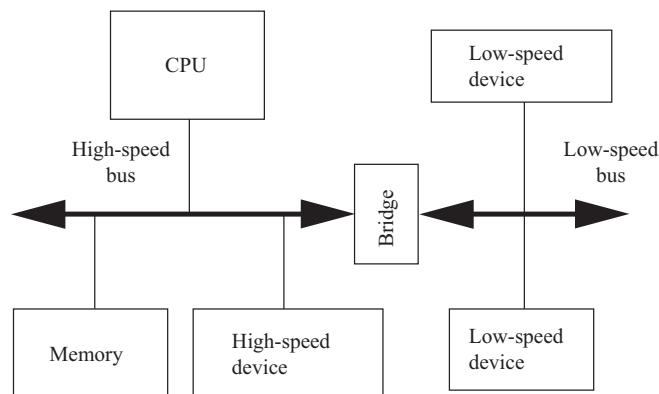 CPU
Low-speed
device
High-speed
bus
Low-speed
bus
Bridge
Memory
High-speed
device
Low-speed
device